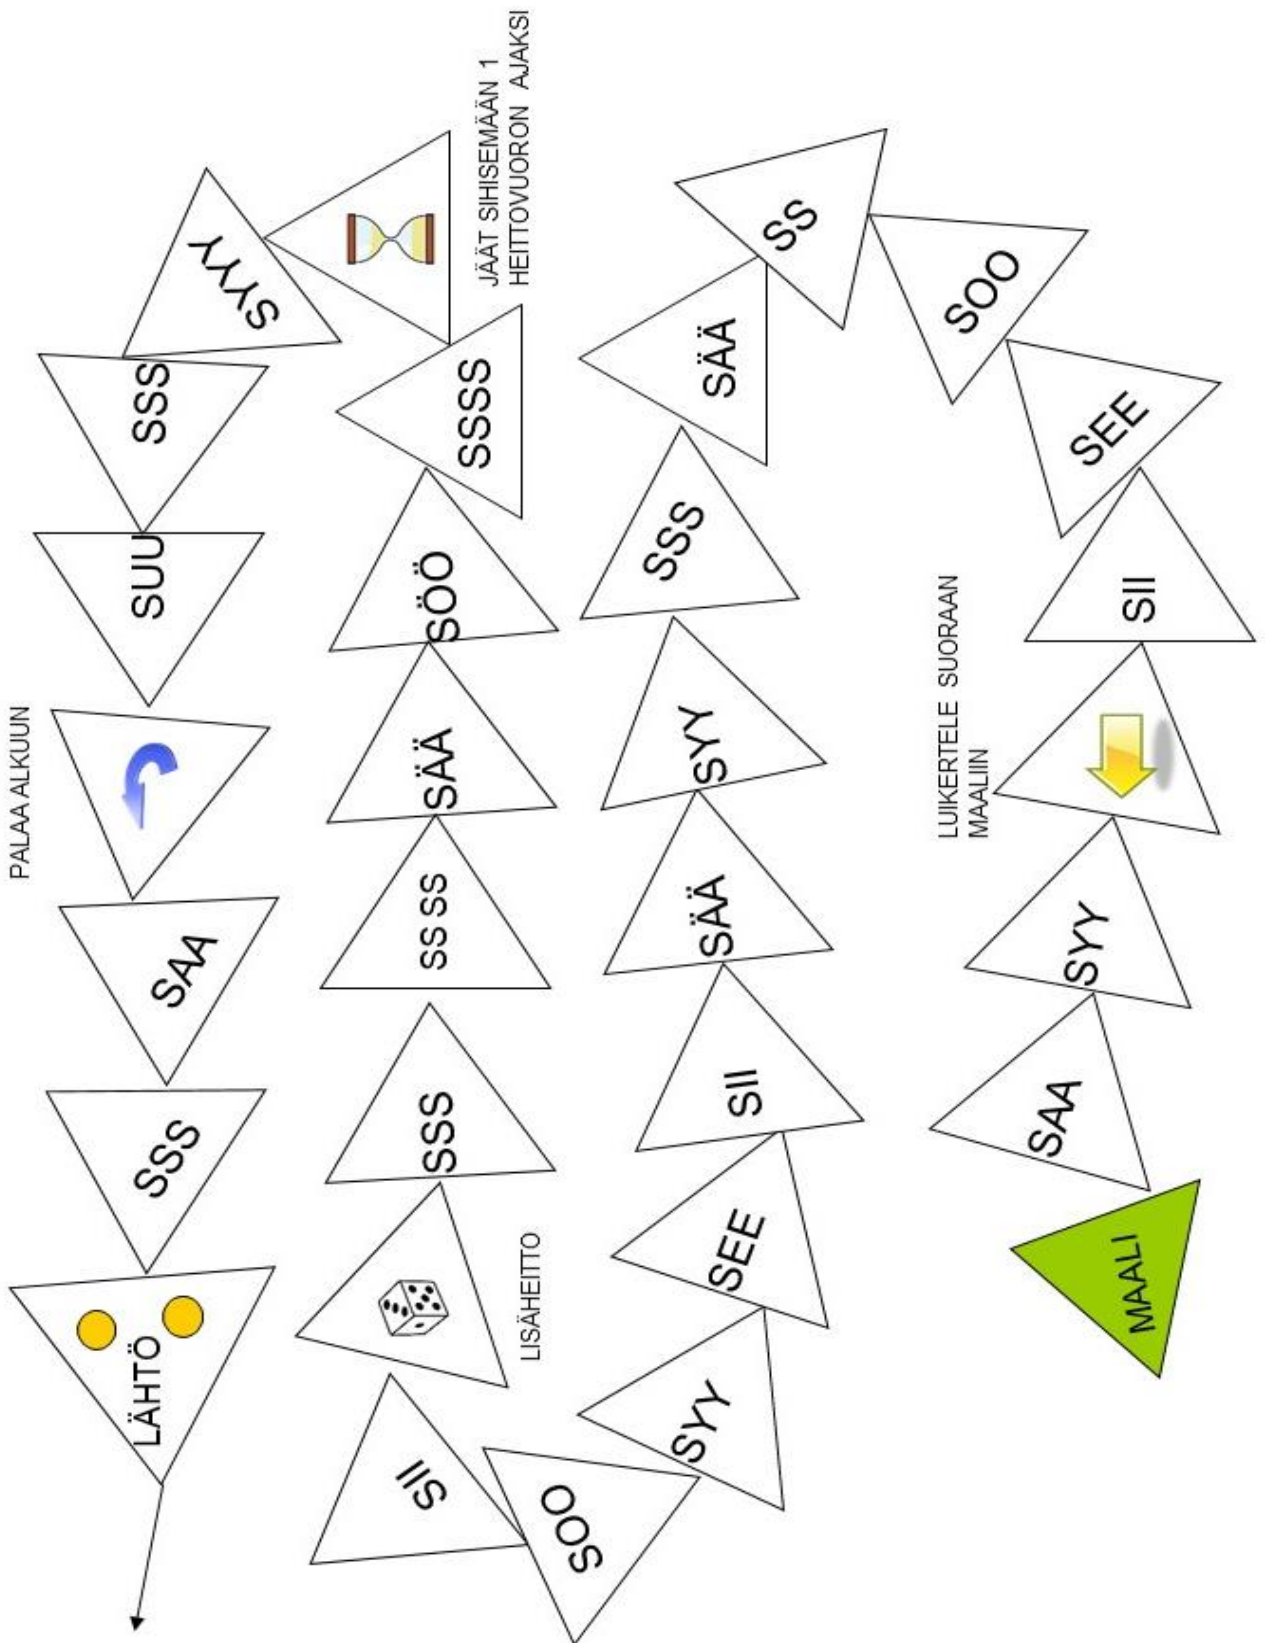 LÄHTÖ
SSS
SAA
PALAA ALKUUN
SUU
SSS
SYYY
JÄÄT SIHISEMÄÄN 1
HEITTOVUORON AJAKSI
SSSS
SÖÖ
SÄÄ
SS SS
SSS
LISÄHEITTO
SII
SOO
SYY
SEE
SII
SÄÄ
SYY
SSS
SÄÄ
SS
SOO
SEE
SII
LUIKERTELE SUORAAN
MAALIIN
SYY
SAA
MAALI